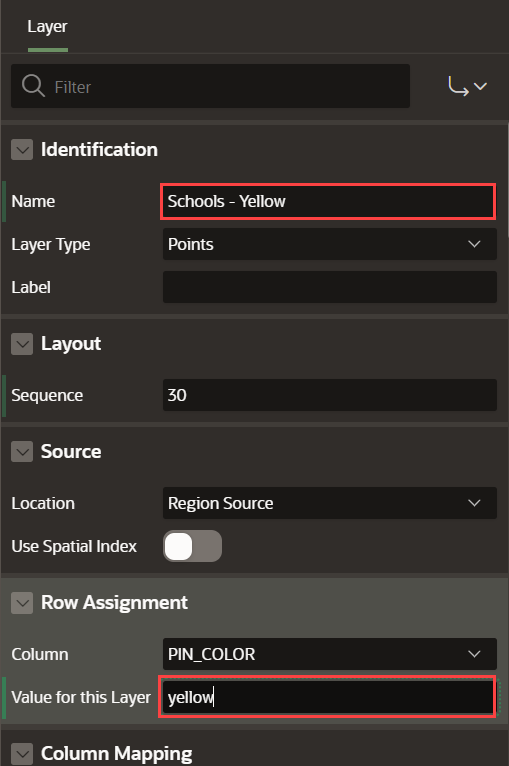 Layer
Filter
Identification
Name Schools - Yellow
Layer Type Points
Label
Layout
Sequence 30
Source
Location Region Source
Use Spatial Index
Row Assignment
Column PIN_COLOR
Value for this Layer yellow
Column Mapping